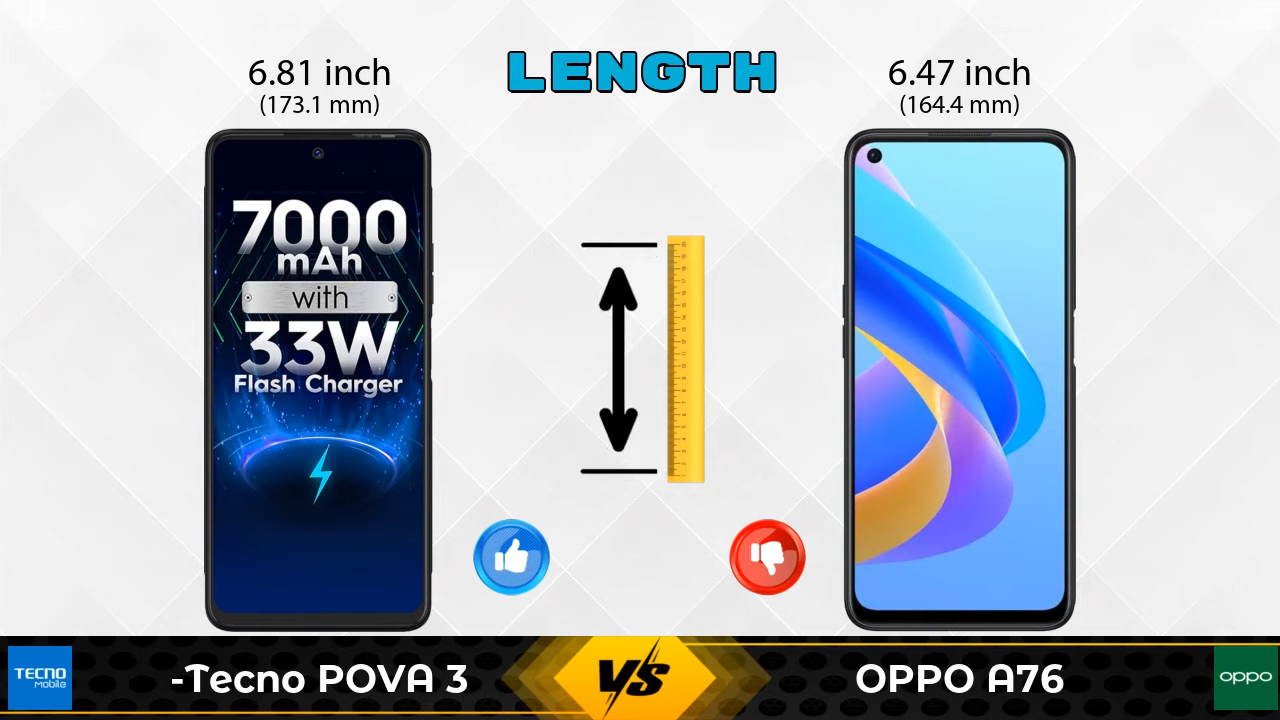 LENGTH
6.81 inch
(173.1 mm)
6.47 inch
(164.4 mm)
7000
mAh
with
33W
Flash Charger
TECNO
mobile
-Tecno POVA 3
VS
OPPO A76
oppo